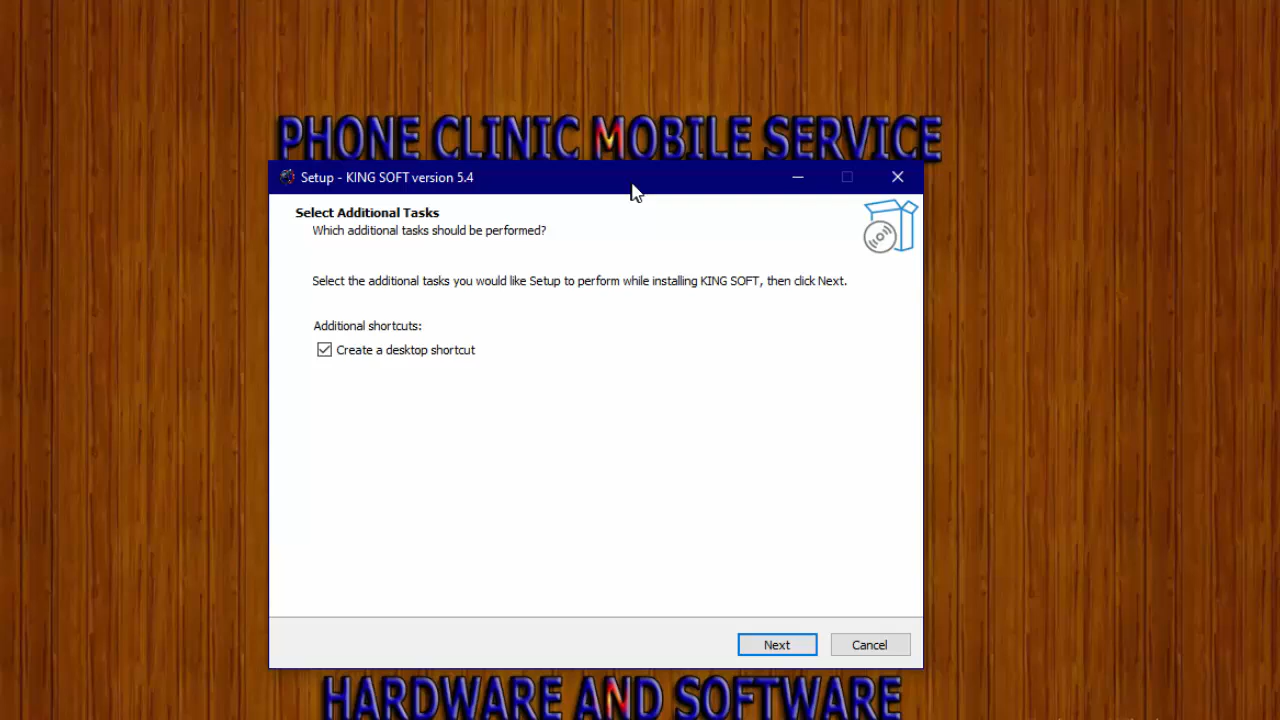 PHONE CLINIC MOBILE SERVICE
Setup - KING SOFT version 5.4
Select Additional Tasks
Which additional tasks should be performed?
Select the additional tasks you would like Setup to perform while installing KING SOFT, then click Next.
Additional shortcuts:
Create a desktop shortcut
Next
Cancel
HARDWARE AND SOFTWARE